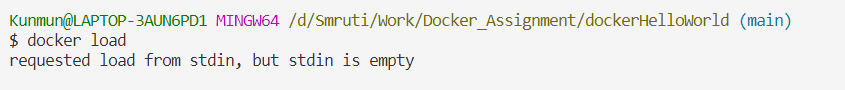 Kunmun@LAPTOP-3AUN6PD1 MINGW64 /d/Smruti/Work/Docker_Assignment/dockerHelloWorld (main)
$ docker load
requested load from stdin, but stdin is empty